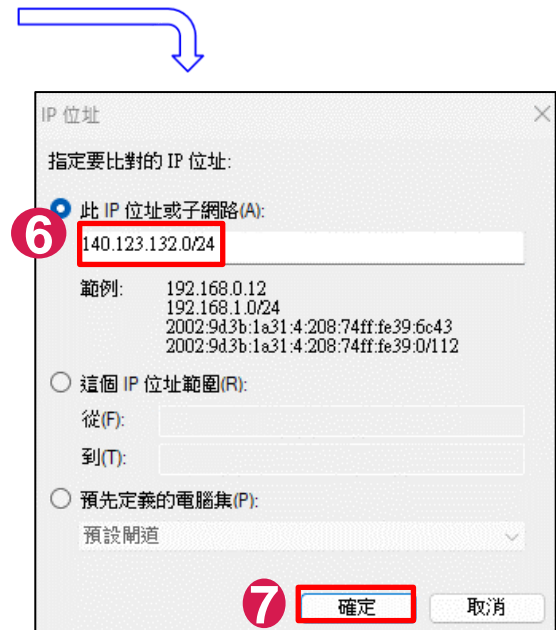 IP 位址
指定要比對的 IP 位址:
此 IP 位址或子網路(A):
6
140.123.132.0/24
範例: 192.168.0.12
192.168.1.0/24
2002:9d3b:1a31:4:208:74ff:fe39:6c43
2002:9d3b:1a31:4:208:74ff:fe39:0/112
這個 IP 位址範圍(R):
從(F):
到(T):
預先定義的電腦集(P):
預設閘道
7 確定 取消